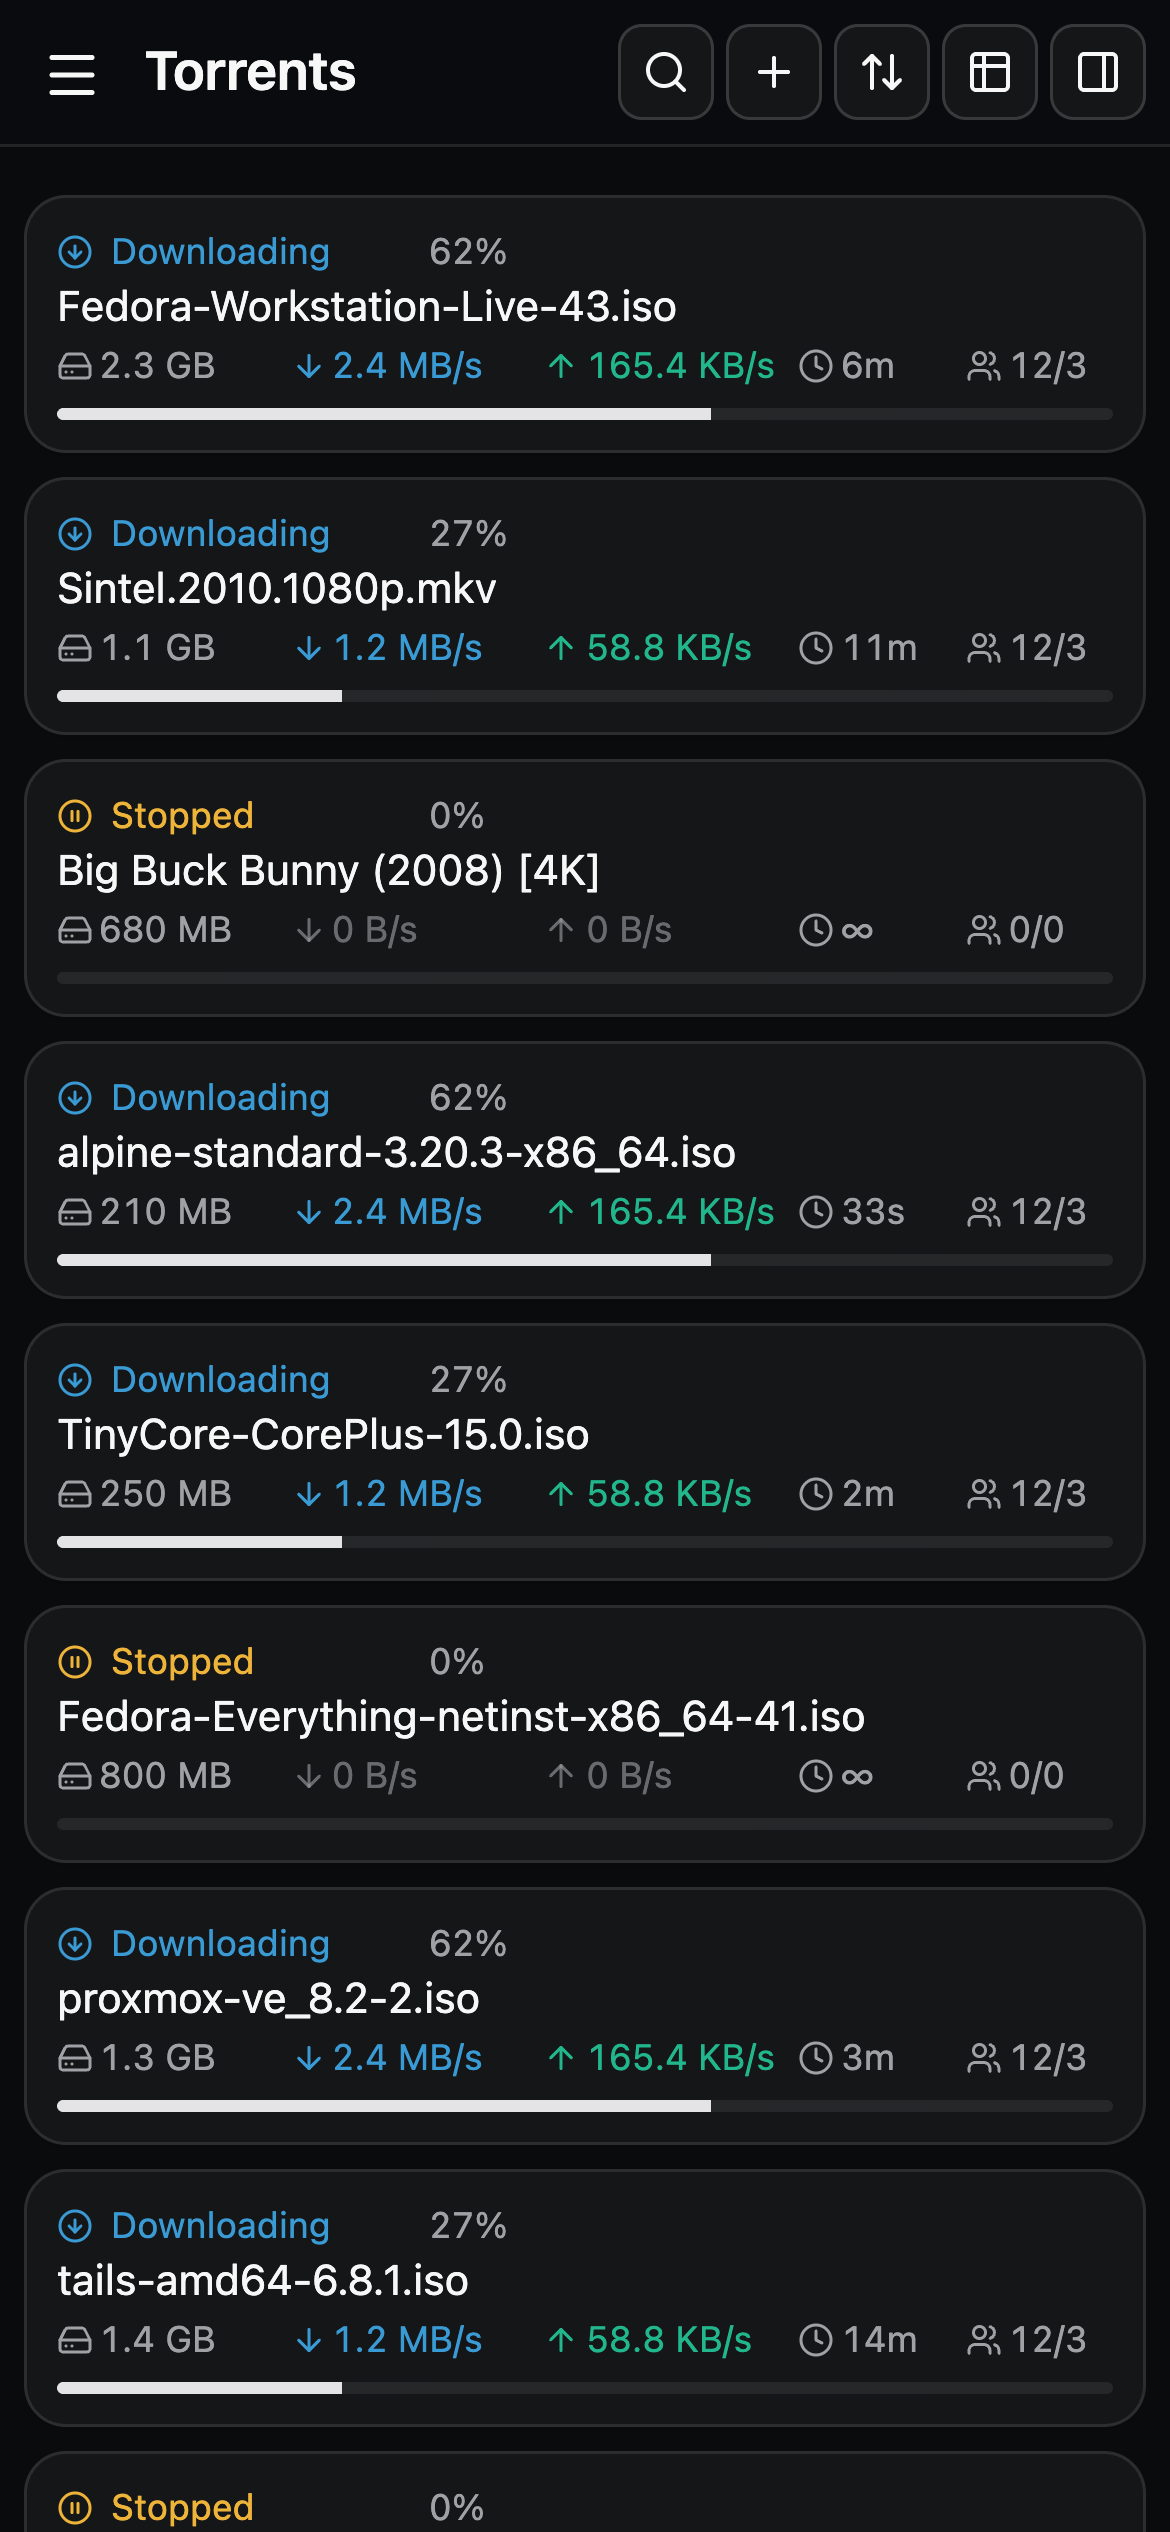 Torrents
Downloading 62%
Fedora-Workstation-Live-43.iso
2.3 GB ↓ 2.4 MB/s ↑ 165.4 KB/s 6m 12/3
Downloading 27%
Sintel.2010.1080p.mkv
1.1 GB ↓ 1.2 MB/s ↑ 58.8 KB/s 11m 12/3
Stopped 0%
Big Buck Bunny (2008) [4K]
680 MB ↓ 0 B/s ↑ 0 B/s ∞ 0/0
Downloading 62%
alpine-standard-3.20.3-x86_64.iso
210 MB ↓ 2.4 MB/s ↑ 165.4 KB/s 33s 12/3
Downloading 27%
TinyCore-CorePlus-15.0.iso
250 MB ↓ 1.2 MB/s ↑ 58.8 KB/s 2m 12/3
Stopped 0%
Fedora-Everything-netinst-x86_64-41.iso
800 MB ↓ 0 B/s ↑ 0 B/s ∞ 0/0
Downloading 62%
proxmox-ve_8.2-2.iso
1.3 GB ↓ 2.4 MB/s ↑ 165.4 KB/s 3m 12/3
Downloading 27%
tails-amd64-6.8.1.iso
1.4 GB ↓ 1.2 MB/s ↑ 58.8 KB/s 14m 12/3
Stopped 0%